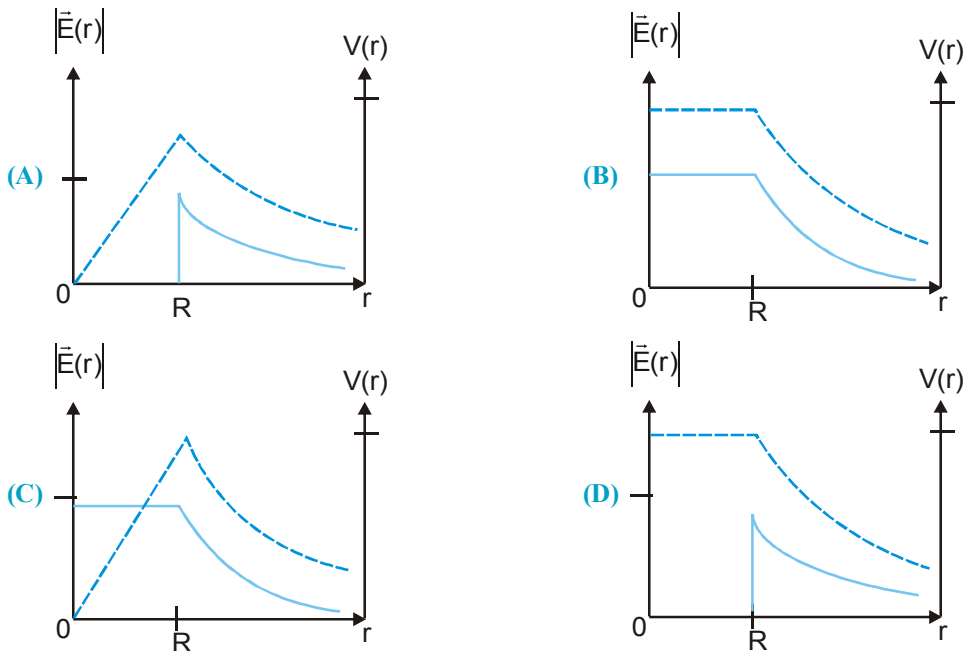 |E⃗(r)| V(r)
(A)
0 R r
|E⃗(r)| V(r)
(B)
0 R r
|E⃗(r)| V(r)
(C)
0 R r
|E⃗(r)| V(r)
(D)
0 R r